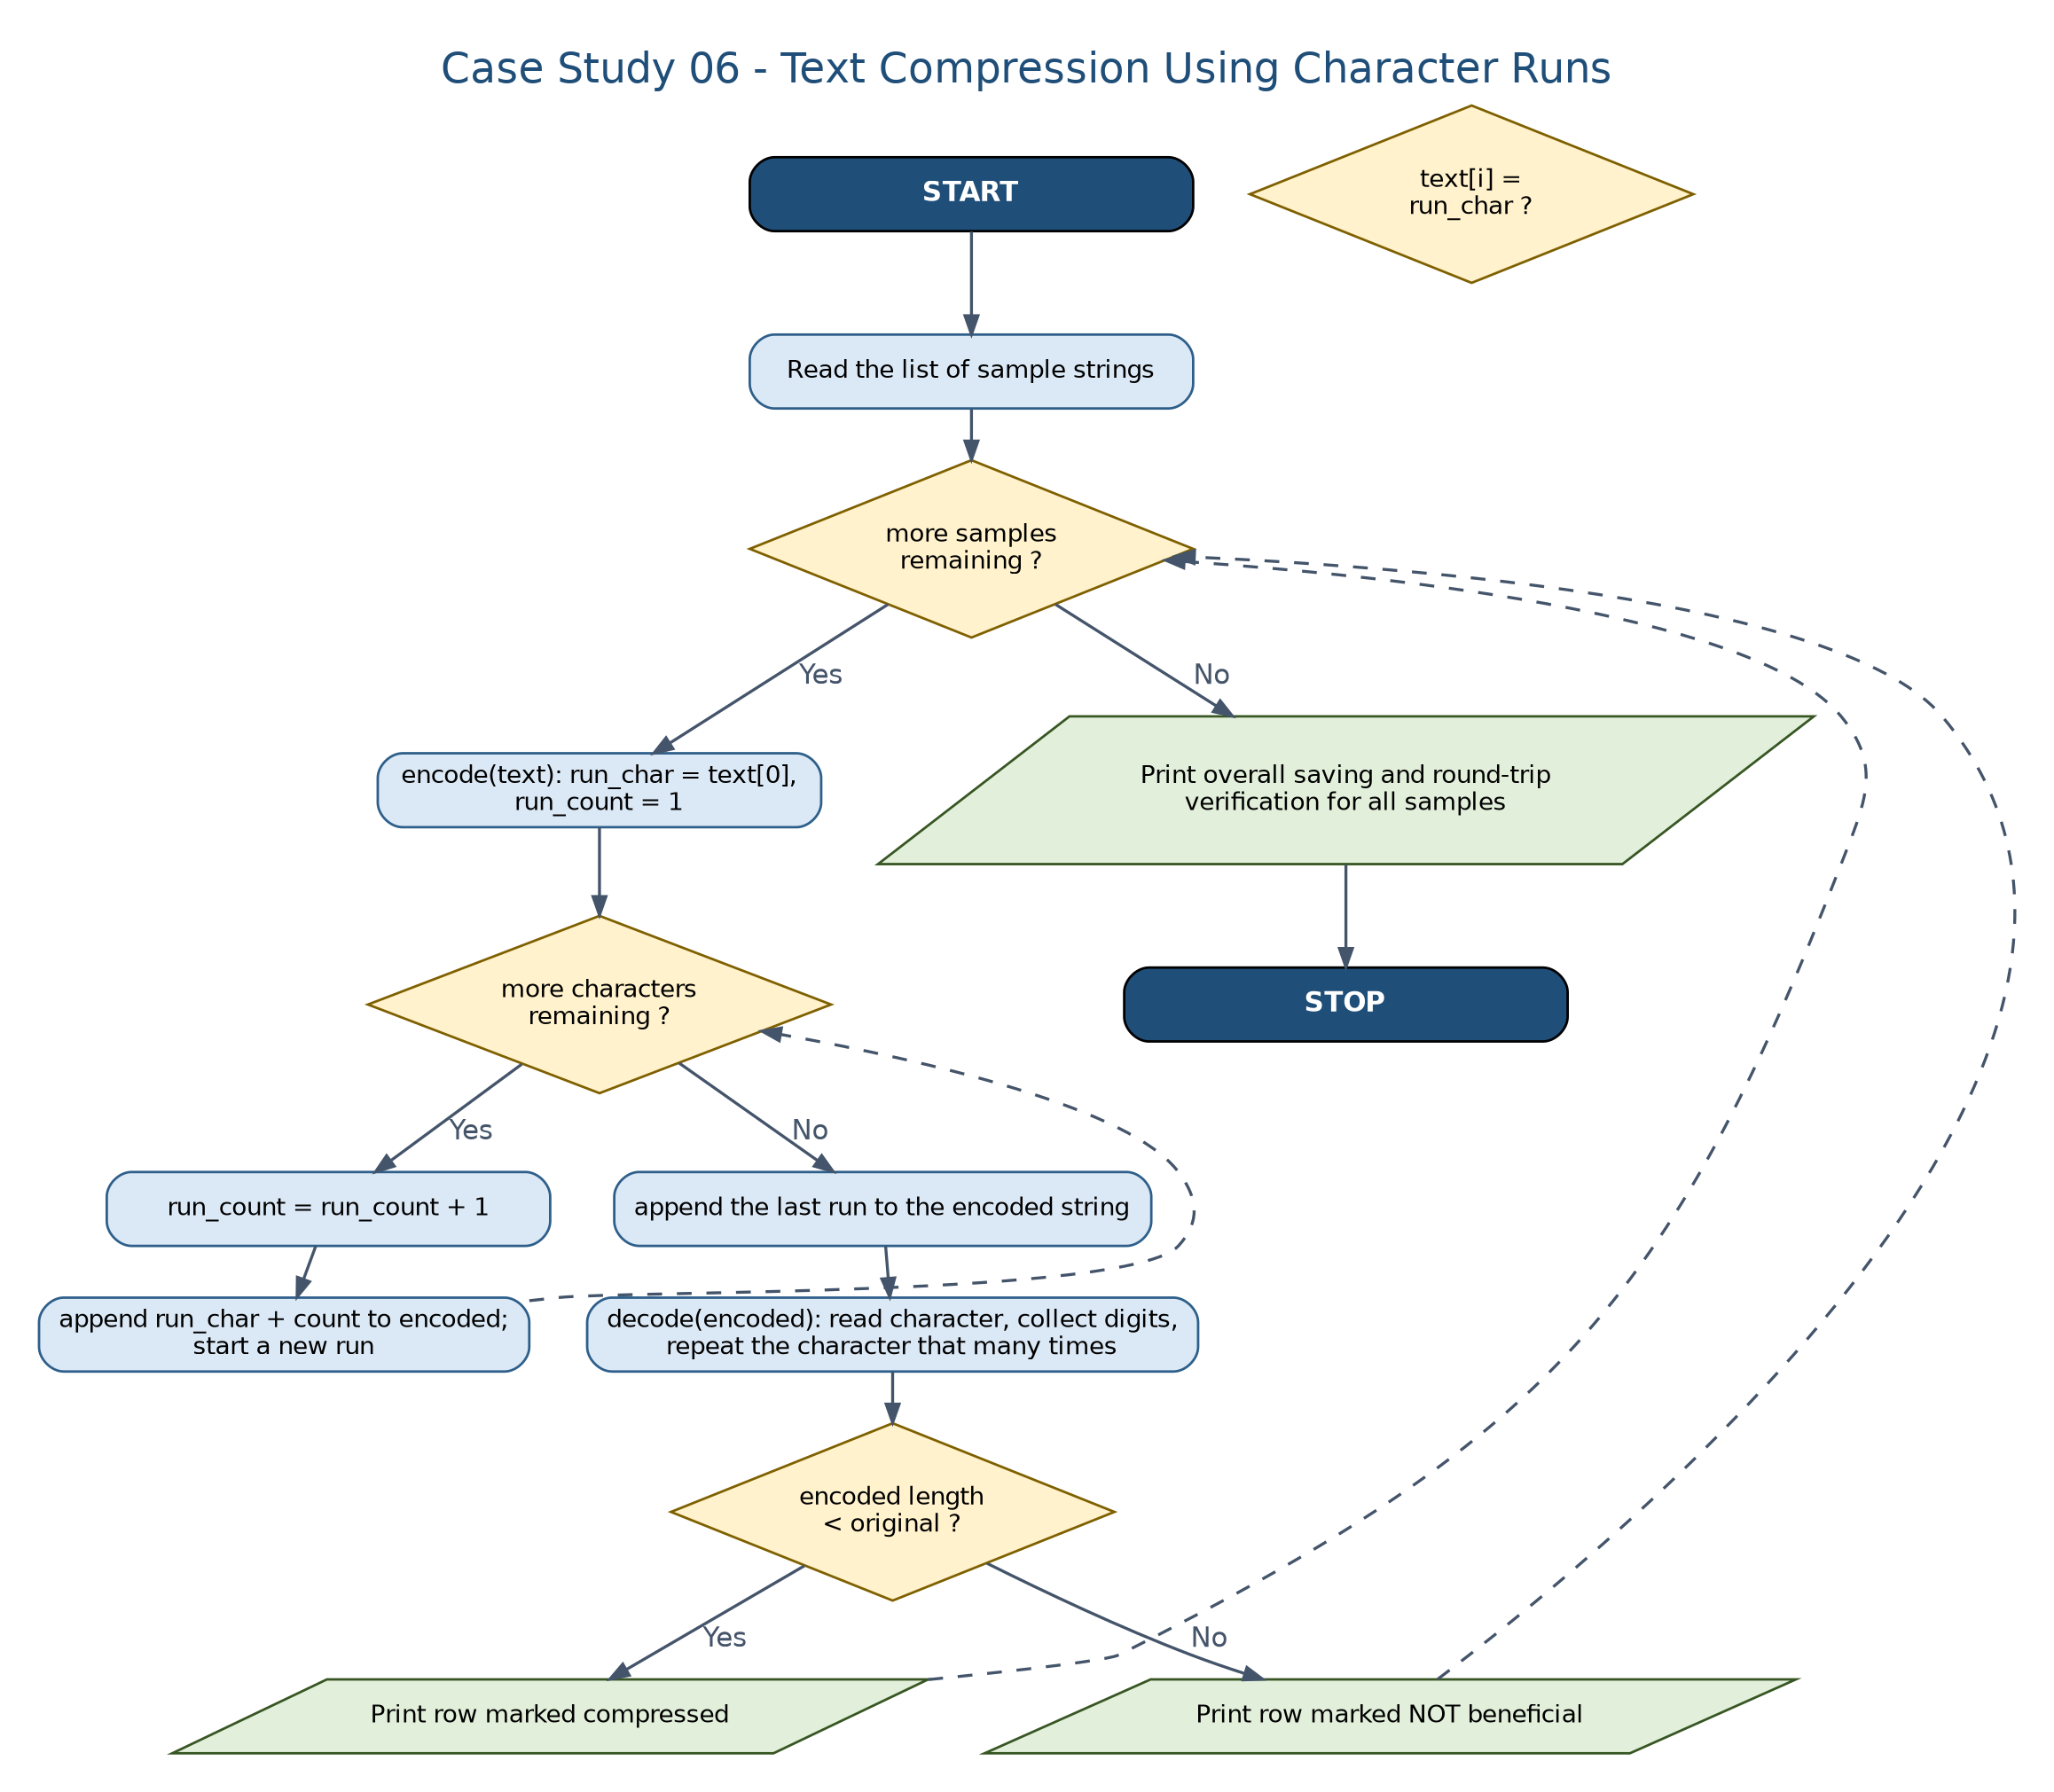 Case Study 06 - Text Compression Using Character Runs
START
text[i] =
run_char ?
Read the list of sample strings
more samples
remaining ?
Yes
No
encode(text): run_char = text[0],
run_count = 1
Print overall saving and round-trip
verification for all samples
more characters
remaining ?
STOP
Yes
No
run_count = run_count + 1
append the last run to the encoded string
append run_char + count to encoded;
start a new run
decode(encoded): read character, collect digits,
repeat the character that many times
encoded length
< original ?
Yes
No
Print row marked compressed
Print row marked NOT beneficial